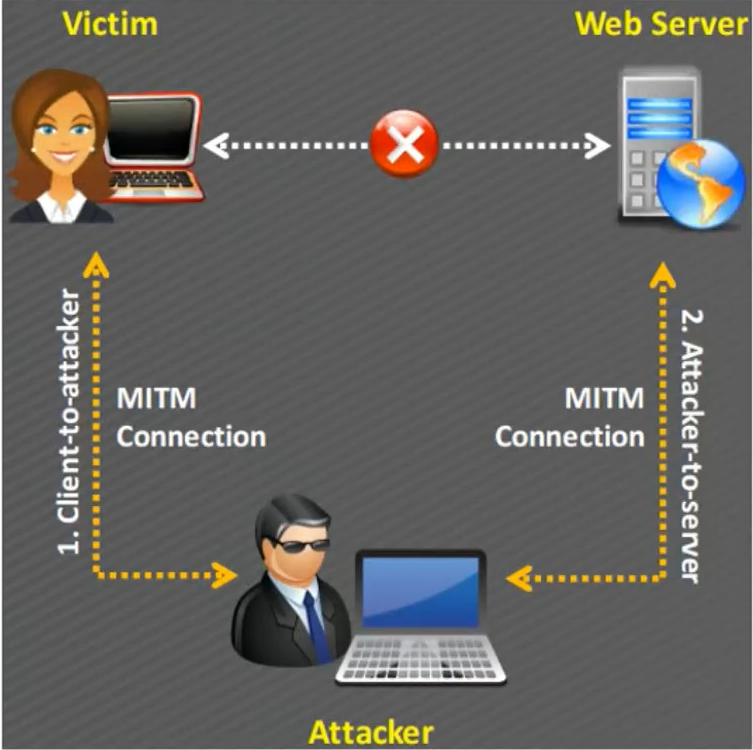 Victim
Web Server
1. Client-to-attacker
MITM
Connection
MITM
Connection
2. Attacker-to-server
Attacker